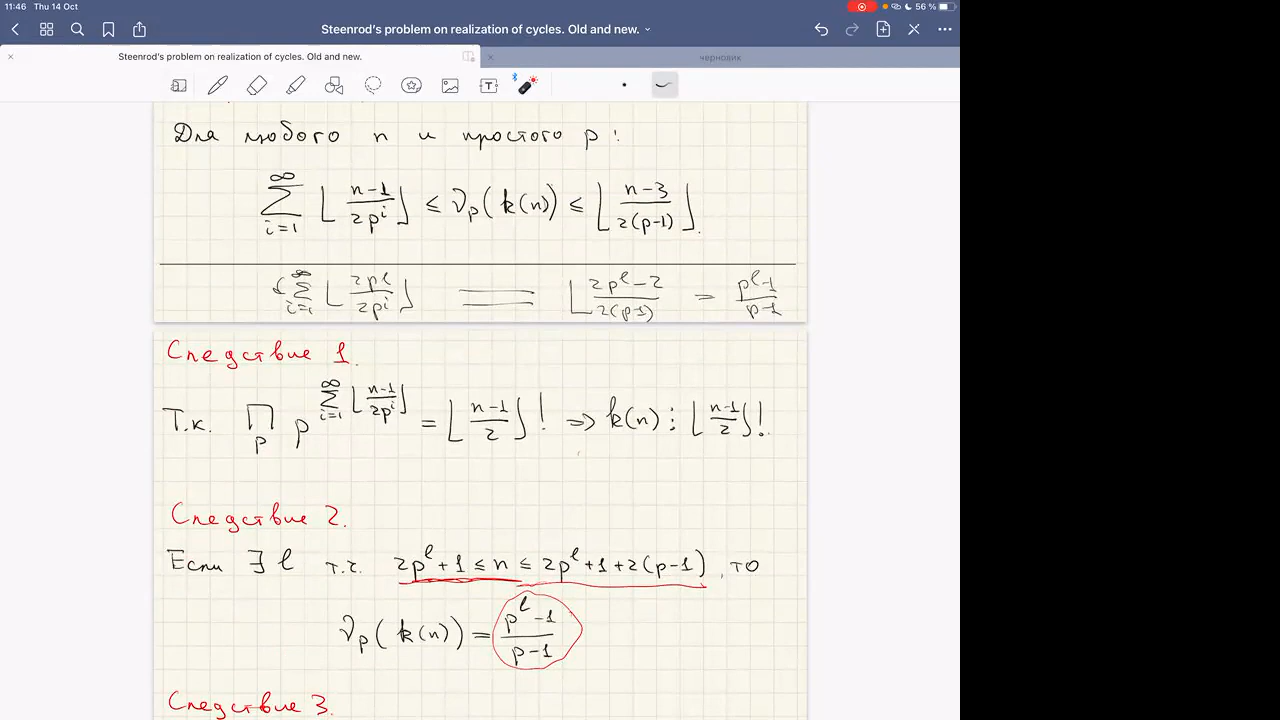 11:46 Thu 14 Oct 56 %
Steenrod's problem on realization of cycles. Old and new.
Steenrod's problem on realization of cycles. Old and new. черновик
Для любого n и простого p:
∑_{i=1}^{∞} ⌊(n-1)/(2p^i)⌋ ≤ ν_p(k(n)) ≤ ⌊(n-3)/(2(p-1))⌋.
∑_{i=1}^{∞} ⌊2p^l/(2p^i)⌋ = ⌊(2p^l-2)/(2(p-1))⌋ = (p^l-1)/(p-1)
Следствие 1.
Т.к. ∏_p p^{∑_{i=1}^{∞} ⌊(n-1)/(2p^i)⌋} = ⌊(n-1)/2⌋! ⇒ k(n) ⋮ ⌊(n-1)/2⌋!.
Следствие 2.
Если ∃ l т.ч. 2p^l+1 ≤ n ≤ 2p^l+1+2(p-1), то
ν_p(k(n)) = (p^l-1)/(p-1)
Следствие 3.